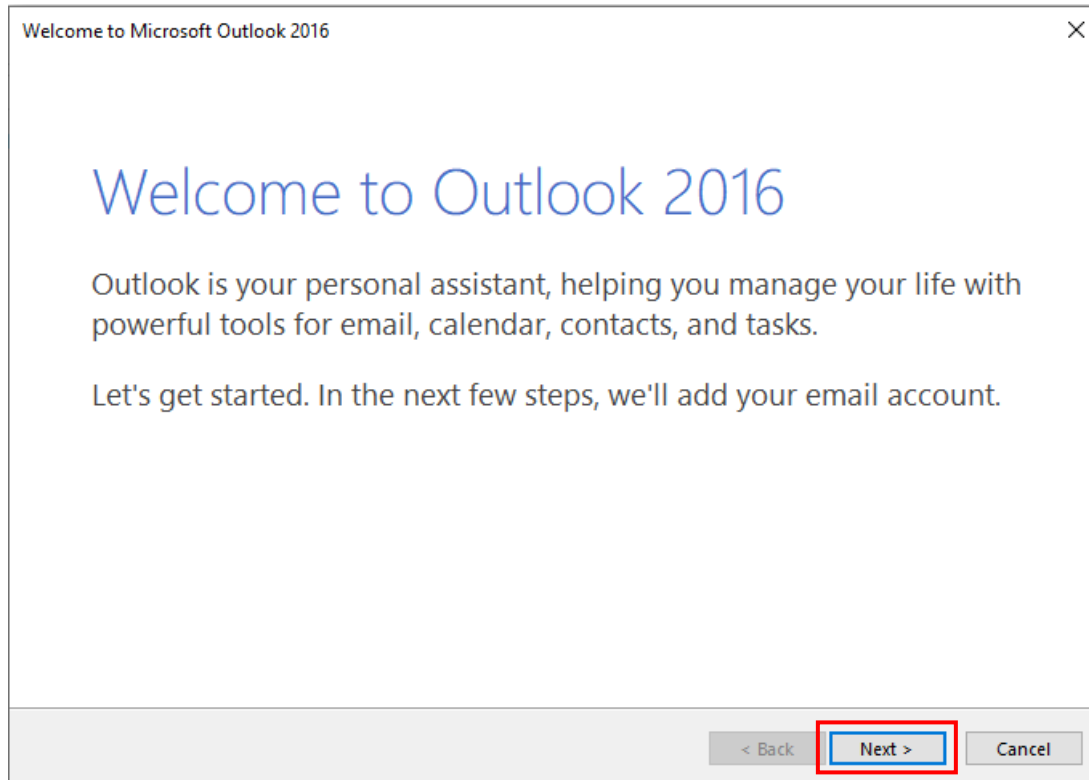 Welcome to Microsoft Outlook 2016
Welcome to Outlook 2016
Outlook is your personal assistant, helping you manage your life with
powerful tools for email, calendar, contacts, and tasks.
Let's get started. In the next few steps, we'll add your email account.
< Back Next > Cancel